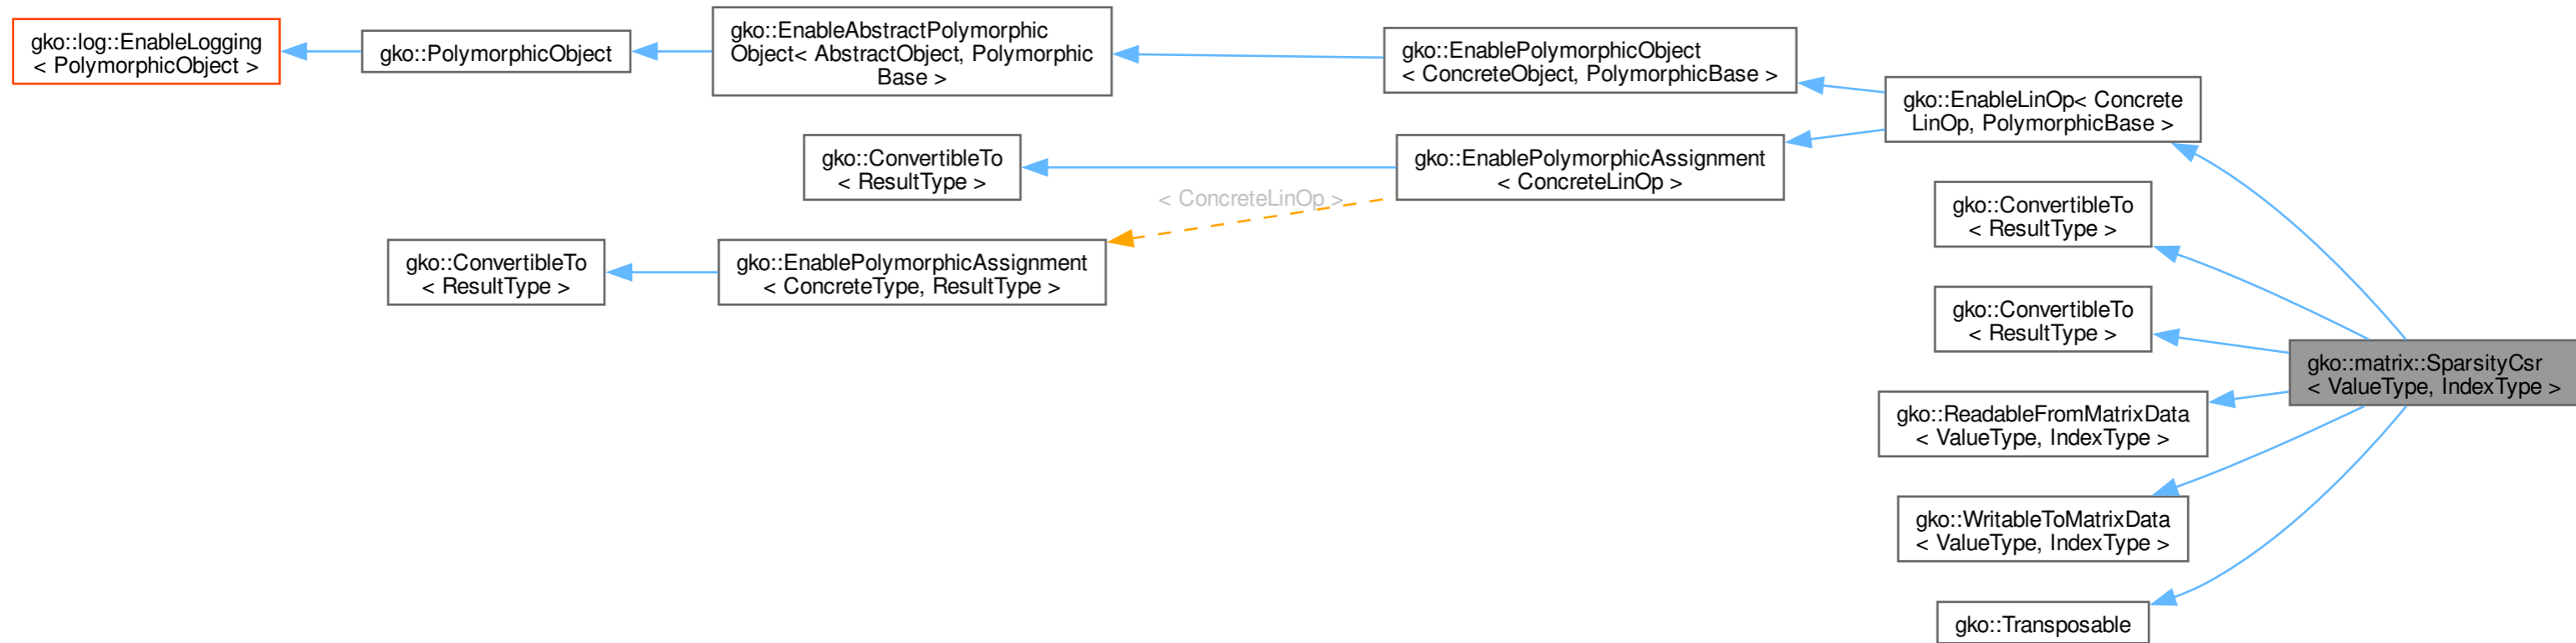 gko::log::EnableLogging
< PolymorphicObject >
gko::PolymorphicObject
gko::EnableAbstractPolymorphic
Object< AbstractObject, Polymorphic
Base >
gko::EnablePolymorphicObject
< ConcreteObject, PolymorphicBase >
gko::EnableLinOp< Concrete
LinOp, PolymorphicBase >
gko::ConvertibleTo
< ResultType >
gko::EnablePolymorphicAssignment
< ConcreteLinOp >
< ConcreteLinOp >
gko::ConvertibleTo
< ResultType >
gko::EnablePolymorphicAssignment
< ConcreteType, ResultType >
gko::ConvertibleTo
< ResultType >
gko::ConvertibleTo
< ResultType >
gko::matrix::SparsityCsr
< ValueType, IndexType >
gko::ReadableFromMatrixData
< ValueType, IndexType >
gko::WritableToMatrixData
< ValueType, IndexType >
gko::Transposable